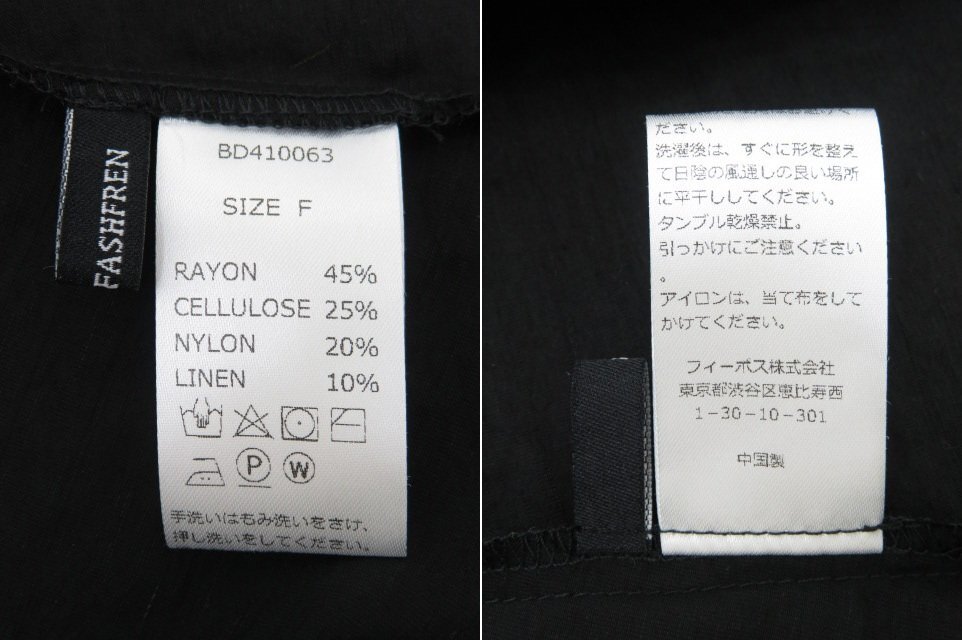 FASHFREN
BD410063
SIZE F
RAYON 45%
CELLULOSE 25%
NYLON 20%
LINEN 10%
P
W
手洗いはもみ洗いをさけ、
押し洗いをしてください。
ださい。
洗濯後は、すぐに形を整え
て日陰の風通しの良い場所
に平干ししてください。
タンブル乾燥禁止。
引っかけにご注意ください
。
アイロンは、当て布をして
かけてください。
フィーボス株式会社
東京都渋谷区恵比寿西
1-30-10-301
中国製